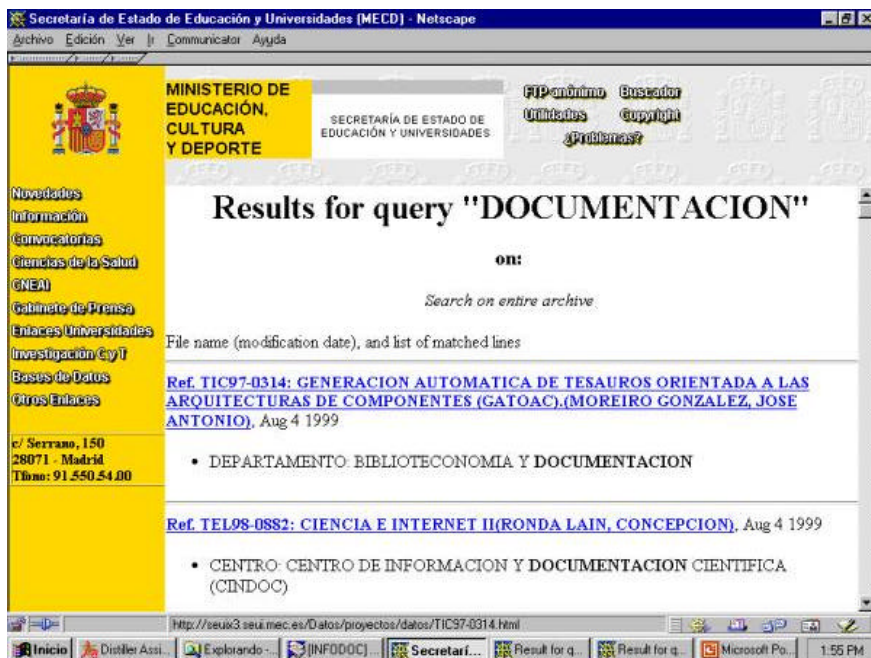 Secretaría de Estado de Educación y Universidades [MECD] - Netscape
Archivo Edición Ver Ir Communicator Ayuda
MINISTERIO DE
EDUCACIÓN,
CULTURA
Y DEPORTE
SECRETARÍA DE ESTADO DE
EDUCACIÓN Y UNIVERSIDADES
FTP anónimo Buscador
Utilidades Copyright
¿Problemas?
Novedades
Información
Convocatorias
Ciencias de la Salud
CNEAI
Gabinete de Prensa
Enlaces Universidades
Investigación C y T
Bases de Datos
Otros Enlaces
c/ Serrano, 150
28071 - Madrid
Tfono: 91.550.54.00
Results for query "DOCUMENTACION"
on:
Search on entire archive
File name (modification date), and list of matched lines
Ref. TIC97-0314: GENERACION AUTOMATICA DE TESAUROS ORIENTADA A LAS
ARQUITECTURAS DE COMPONENTES (GATOAC).(MOREIRO GONZALEZ, JOSE
ANTONIO), Aug 4 1999
• DEPARTAMENTO: BIBLIOTECONOMIA Y DOCUMENTACION
Ref. TEL98-0882: CIENCIA E INTERNET II(RONDA LAIN, CONCEPCION), Aug 4 1999
• CENTRO: CENTRO DE INFORMACION Y DOCUMENTACION CIENTIFICA
(CINDOC)
http://seuix3.seui.mec.es/Datos/proyectos/datos/TIC97-0314.html
Inicio Distiller Assi... Explorando -... [INFODOC]... Secretarí... Result for q... Result for q... Microsoft Po... 1:55 PM